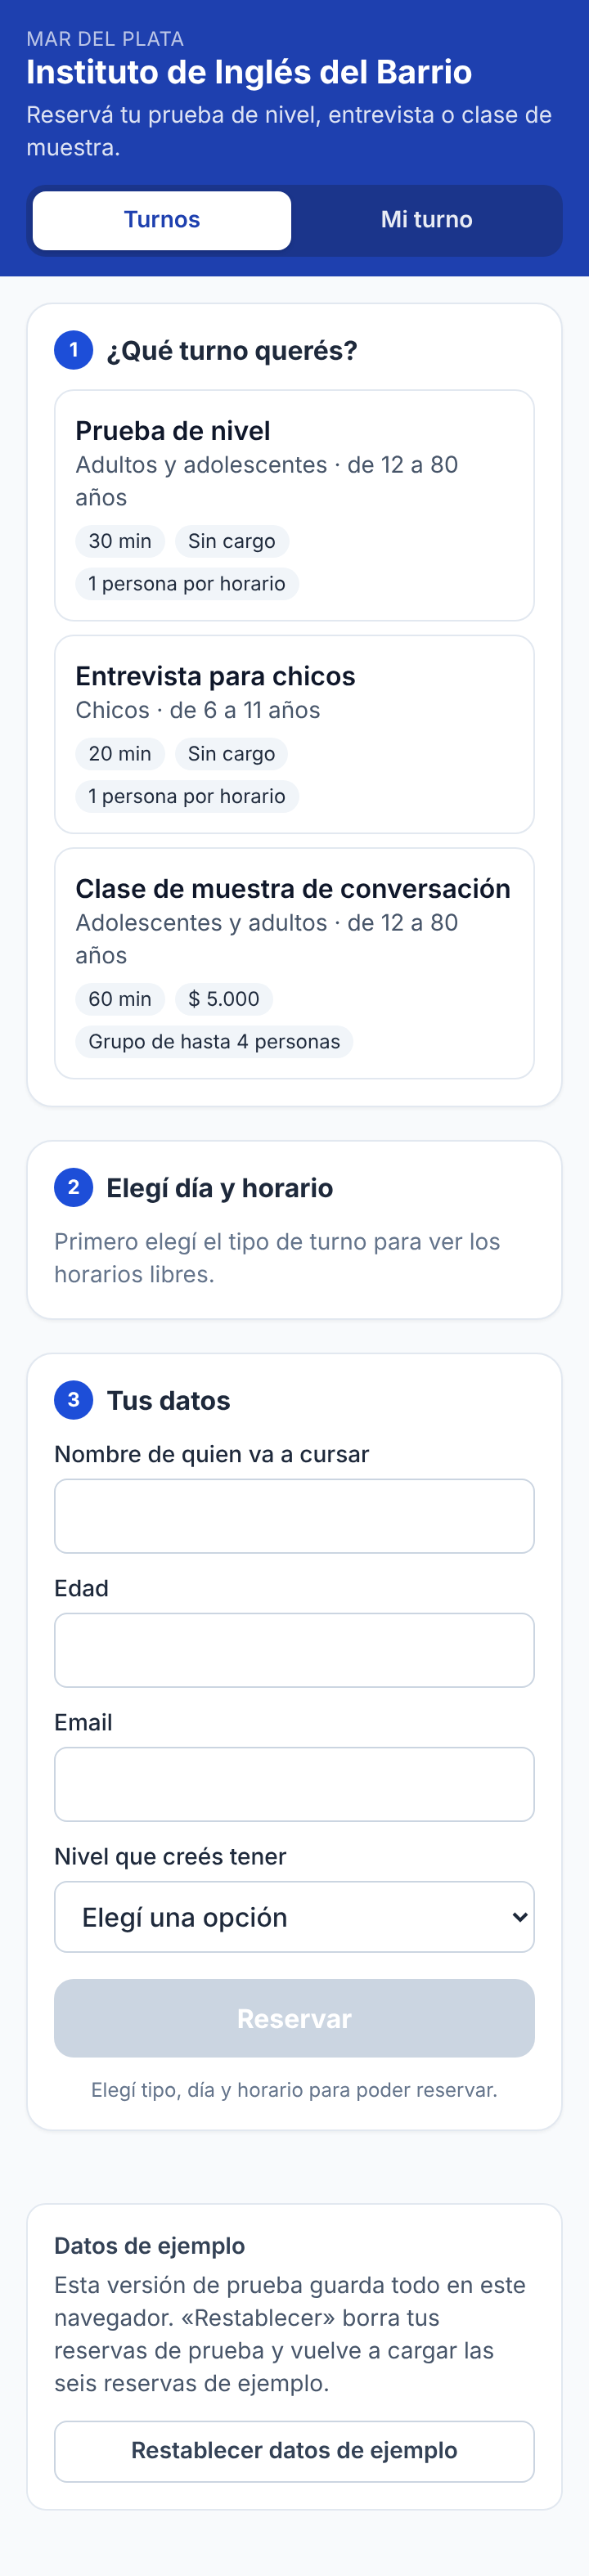 MAR DEL PLATA
Instituto de Inglés del Barrio
Reservá tu prueba de nivel, entrevista o clase de
muestra.
Turnos
Mi turno
1
¿Qué turno querés?
Prueba de nivel
Adultos y adolescentes · de 12 a 80
años
30 min
Sin cargo
1 persona por horario
Entrevista para chicos
Chicos · de 6 a 11 años
20 min
Sin cargo
1 persona por horario
Clase de muestra de conversación
Adolescentes y adultos · de 12 a 80
años
60 min
$ 5.000
Grupo de hasta 4 personas
2
Elegí día y horario
Primero elegí el tipo de turno para ver los
horarios libres.
3
Tus datos
Nombre de quien va a cursar
Edad
Email
Nivel que creés tener
Elegí una opción
Reservar
Elegí tipo, día y horario para poder reservar.
Datos de ejemplo
Esta versión de prueba guarda todo en este
navegador. «Restablecer» borra tus
reservas de prueba y vuelve a cargar las
seis reservas de ejemplo.
Restablecer datos de ejemplo